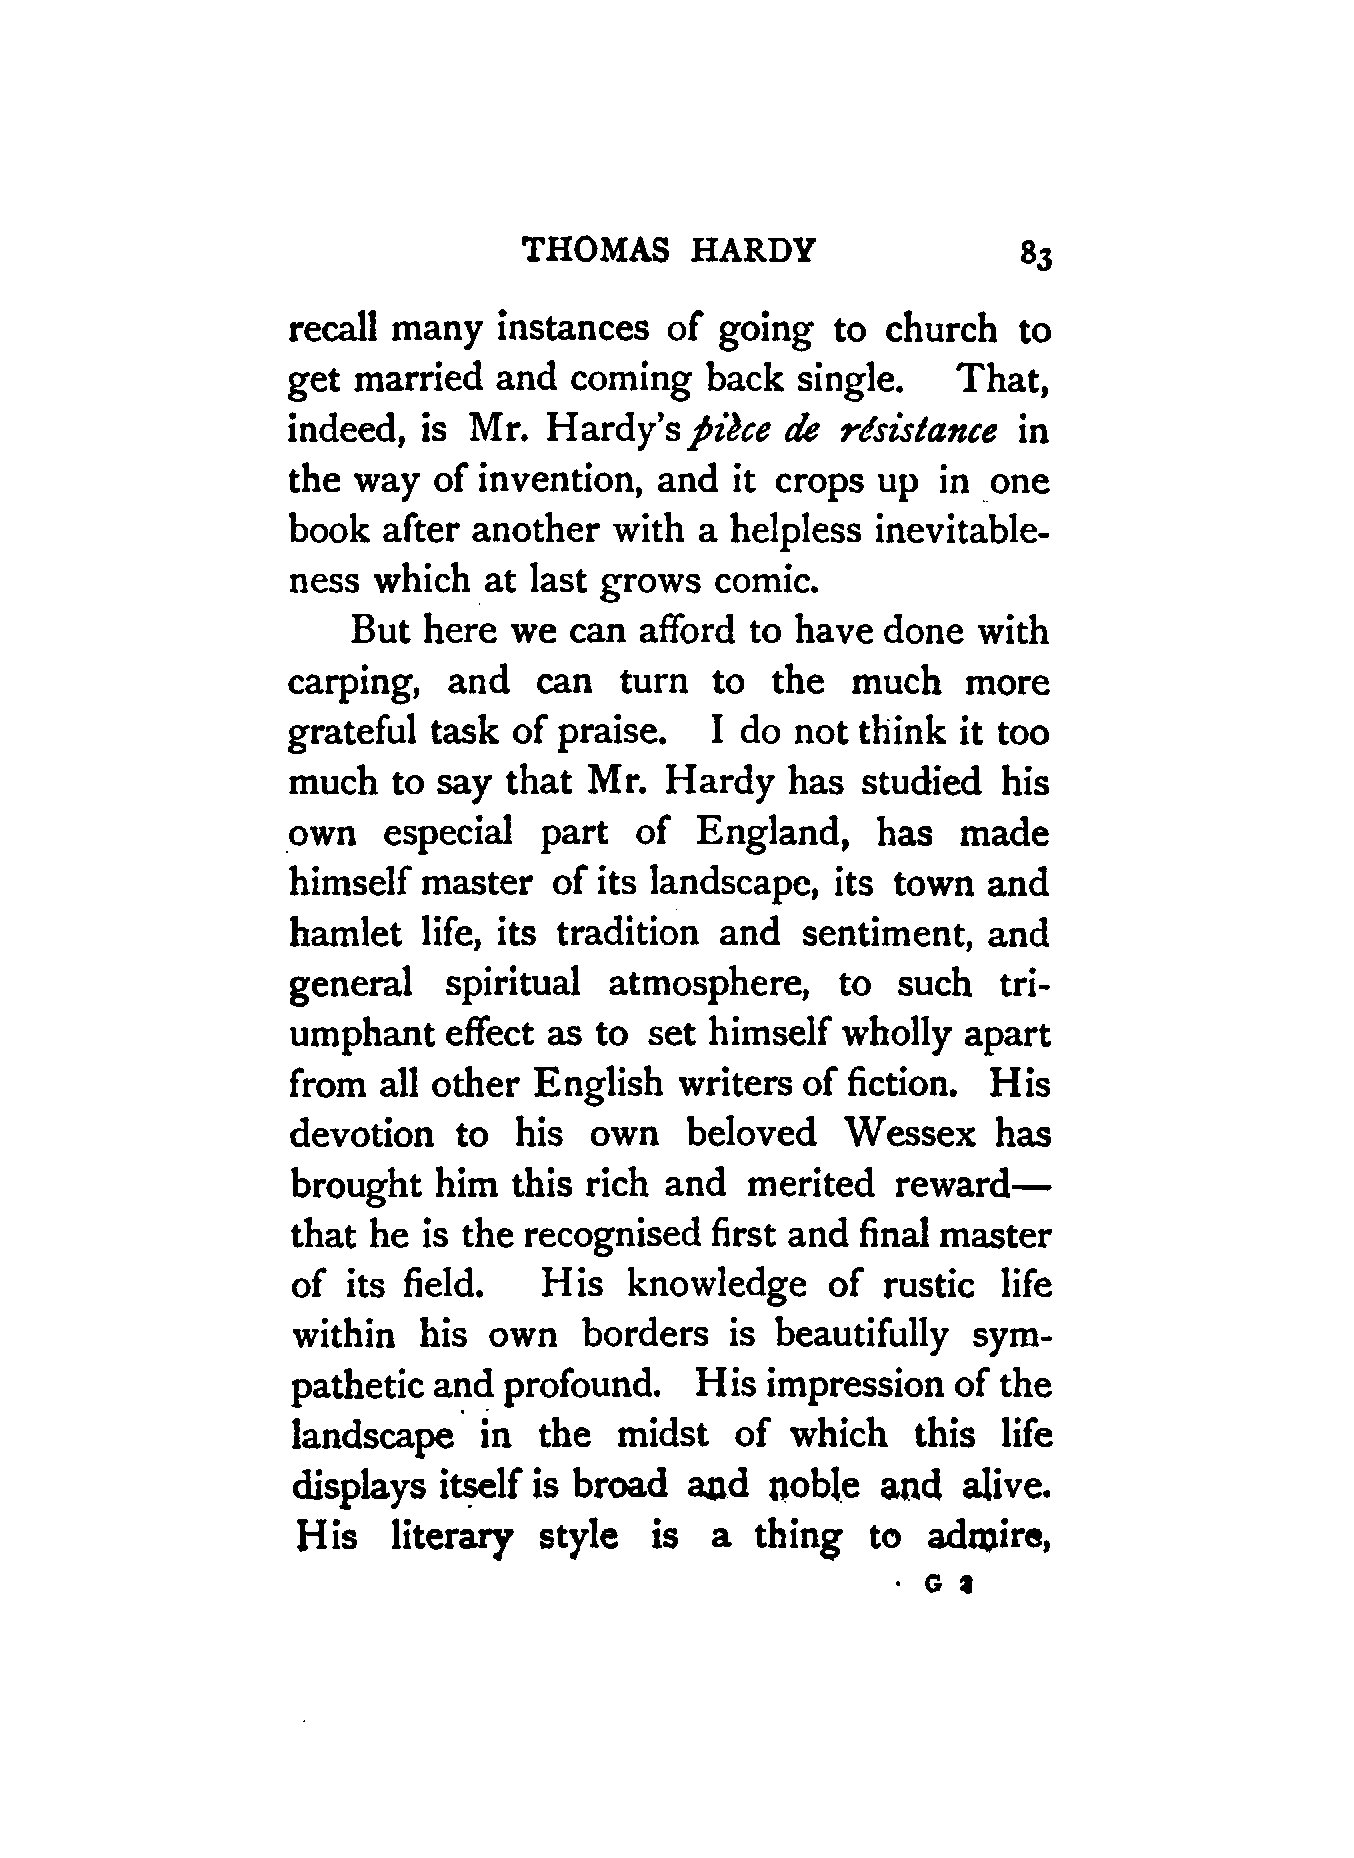 THOMAS HARDY 83
recall many instances of going to church to
get married and coming back single. That,
indeed, is Mr. Hardy's pièce de résistance in
the way of invention, and it crops up in one
book after another with a helpless inevitable-
ness which at last grows comic.
But here we can afford to have done with
carping, and can turn to the much more
grateful task of praise. I do not think it too
much to say that Mr. Hardy has studied his
own especial part of England, has made
himself master of its landscape, its town and
hamlet life, its tradition and sentiment, and
general spiritual atmosphere, to such tri-
umphant effect as to set himself wholly apart
from all other English writers of fiction. His
devotion to his own beloved Wessex has
brought him this rich and merited reward—
that he is the recognised first and final master
of its field. His knowledge of rustic life
within his own borders is beautifully sym-
pathetic and profound. His impression of the
landscape in the midst of which this life
displays itself is broad and noble and alive.
His literary style is a thing to admire,
G 2